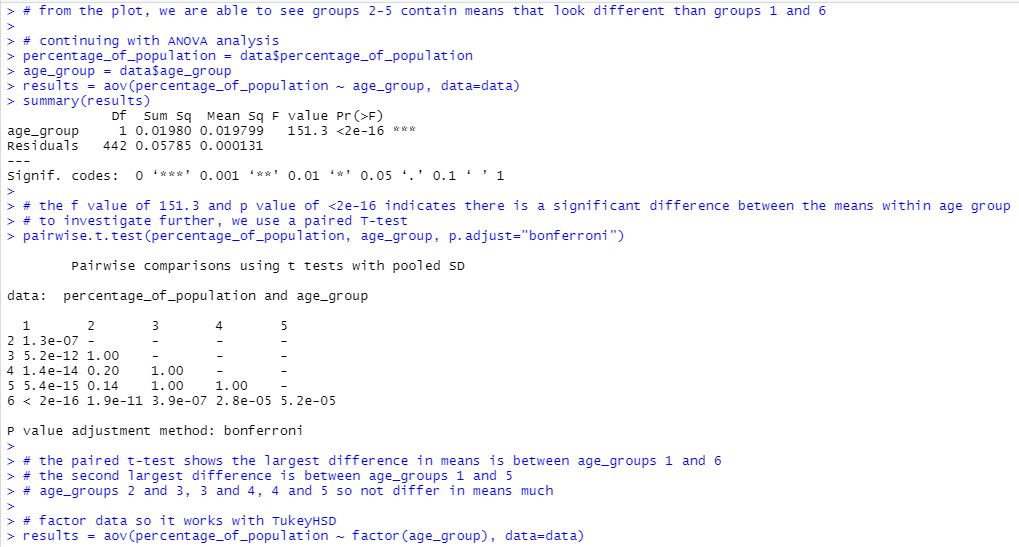 > # from the plot, we are able to see groups 2-5 contain means that look different than groups 1 and 6
>
> # continuing with ANOVA analysis
> percentage_of_population = data$percentage_of_population
> age_group = data$age_group
> results = aov(percentage_of_population ~ age_group, data=data)
> summary(results)
             Df  Sum Sq  Mean Sq F value Pr(>F)
age_group     1 0.01980 0.019799   151.3 <2e-16 ***
Residuals   442 0.05785 0.000131
---
Signif. codes:  0 ‘***’ 0.001 ‘**’ 0.01 ‘*’ 0.05 ‘.’ 0.1 ‘ ’ 1
>
> # the f value of 151.3 and p value of <2e-16 indicates there is a significant difference between the means within age group
> # to investigate further, we use a paired T-test
> pairwise.t.test(percentage_of_population, age_group, p.adjust="bonferroni")
        Pairwise comparisons using t tests with pooled SD
data:  percentage_of_population and age_group
  1       2       3       4       5
2 1.3e-07 -       -       -       -
3 5.2e-12 1.00    -       -       -
4 1.4e-14 0.20    1.00    -       -
5 5.4e-15 0.14    1.00    1.00    -
6 < 2e-16 1.9e-11 3.9e-07 2.8e-05 5.2e-05
P value adjustment method: bonferroni
>
> # the paired t-test shows the largest difference in means is between age_groups 1 and 6
> # the second largest difference is between age_groups 1 and 5
> # age_groups 2 and 3, 3 and 4, 4 and 5 so not differ in means much
>
> # factor data so it works with TukeyHSD
> results = aov(percentage_of_population ~ factor(age_group), data=data)